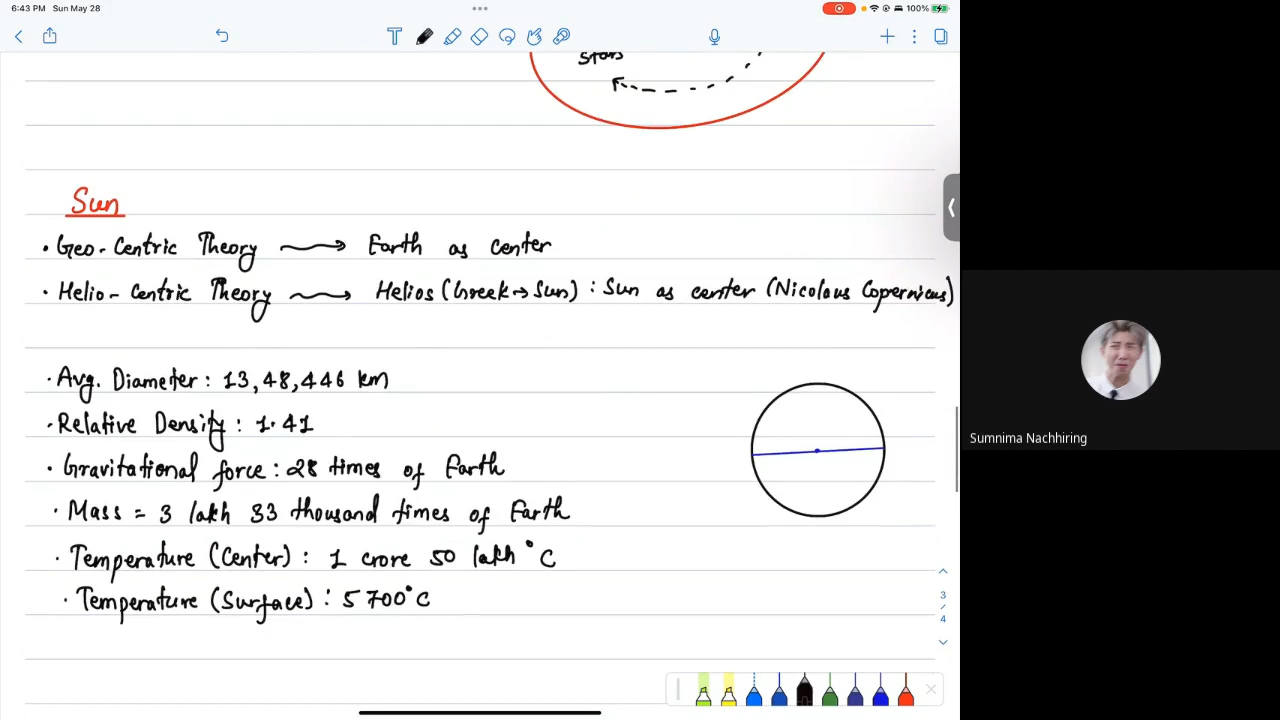 6:43 PM Sun May 28
100%
stars
Sun
• Geo-Centric Theory → Earth as center
• Helio-Centric Theory → Helios (Greek → Sun) : Sun as center (Nicolaus Copernicus)
• Avg. Diameter : 13,48,446 km
• Relative Density : 1.41
• Gravitational force : 28 times of Earth
• Mass = 3 lakh 33 thousand times of Earth
• Temperature (Center) : 1 crore 50 lakh °C
• Temperature (Surface) : 5700°C
3
/
4
Sumnima Nachhiring